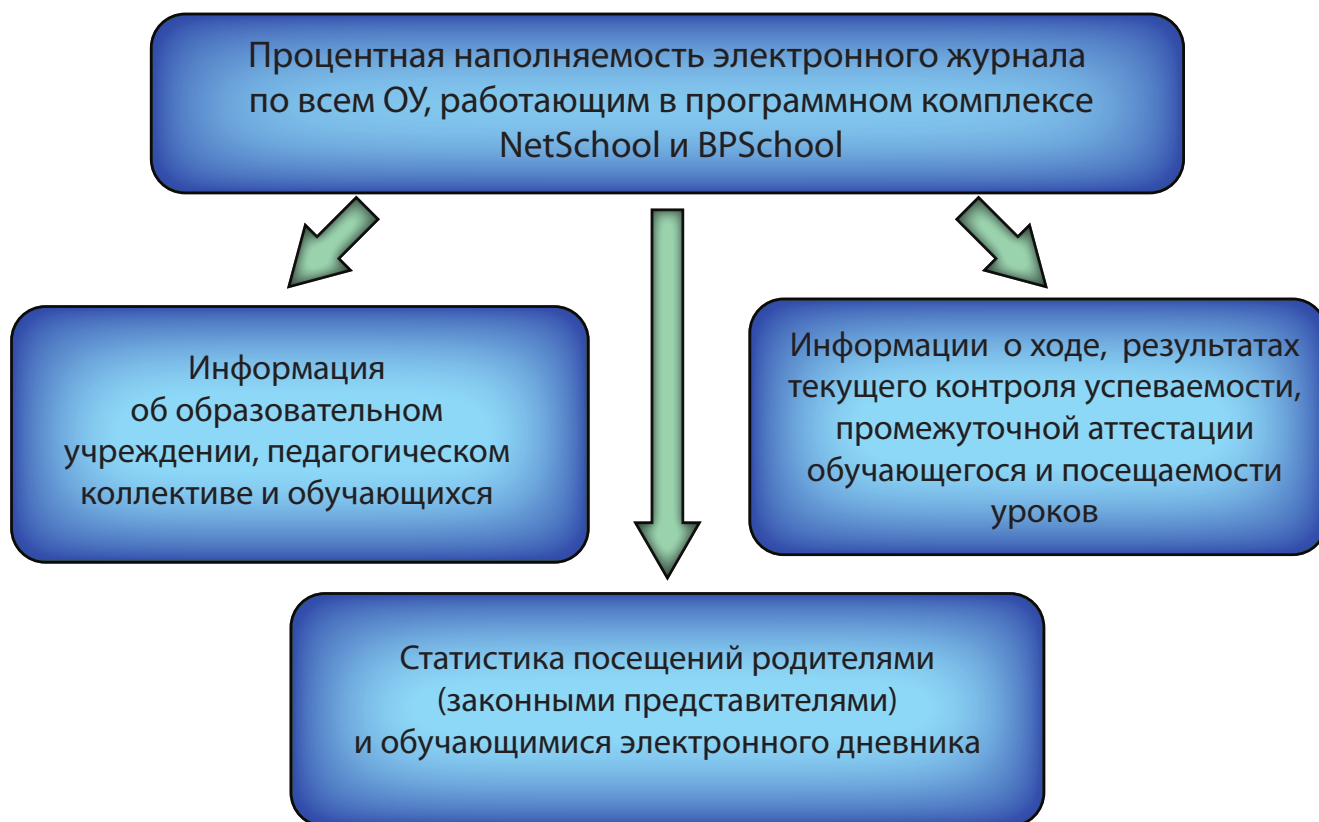 Процентная наполняемость электронного журнала
по всем ОУ, работающим в программном комплексе
NetSchool и BPSchool
Информация
об образовательном
учреждении, педагогическом
коллективе и обучающихся
Информации о ходе, результатах
текущего контроля успеваемости,
промежуточной аттестации
обучающегося и посещаемости
уроков
Статистика посещений родителями
(законными представителями)
и обучающимися электронного дневника